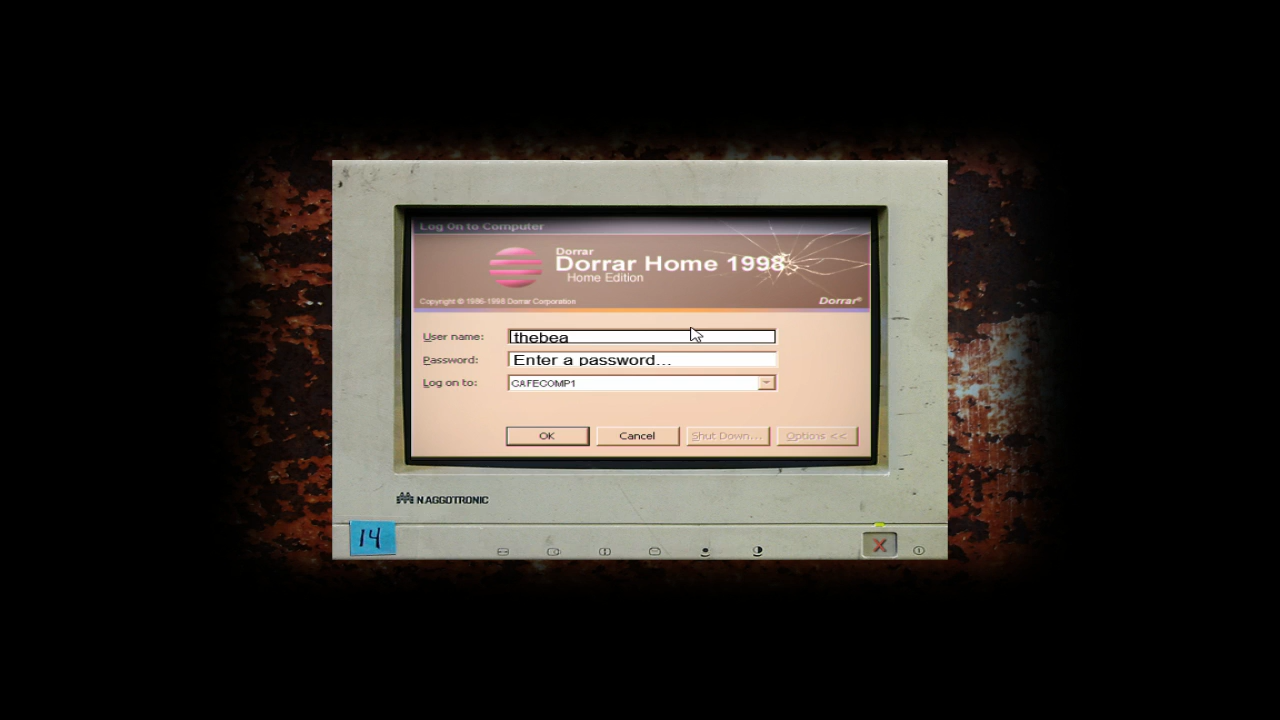 Log On to Computer
Dorrar
Dorrar Home 1998
Home Edition
Copyright © 1986-1998 Dorrar Corporation
Dorrar®
User name: thebea
Password: Enter a password...
Log on to: CAFECOMP1
OK Cancel Shut Down... Options <<
NAGGOTRONIC
14
X